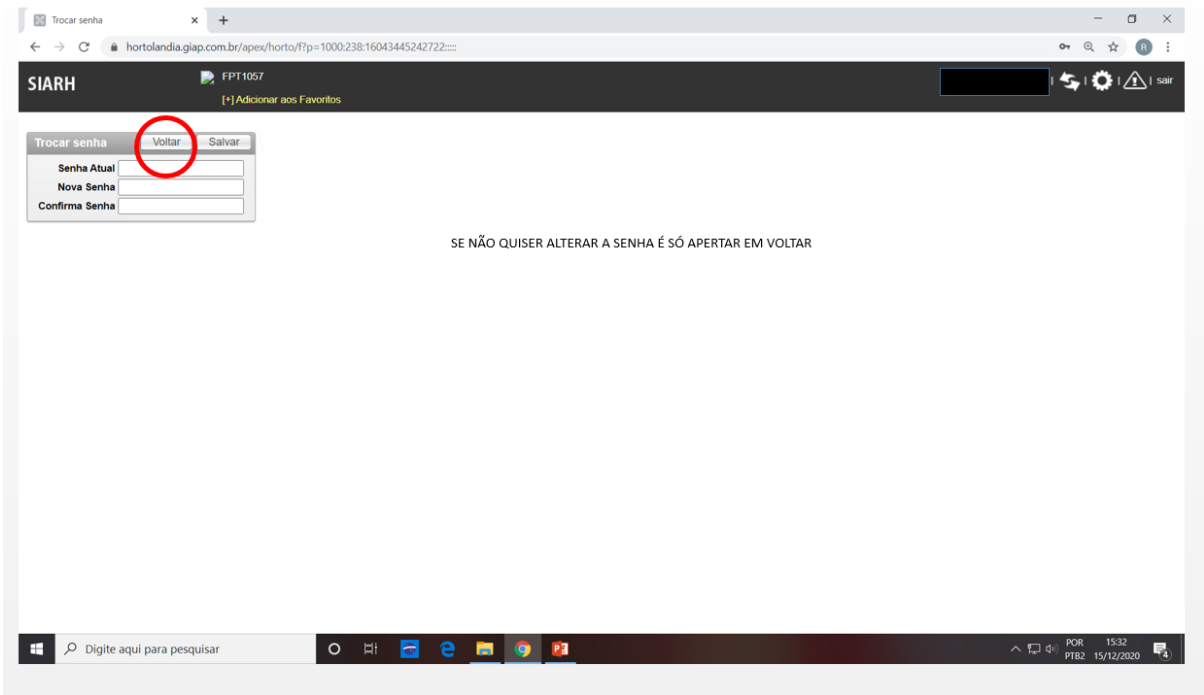 Trocar senha
hortolandia.giap.com.br/apex/horto/f?p=1000:238:16043445242722:::::
R
SIARH
FPT1057
[+] Adicionar aos Favoritos
sair
Trocar senha Voltar Salvar
Senha Atual
Nova Senha
Confirma Senha
SE NÃO QUISER ALTERAR A SENHA É SÓ APERTAR EM VOLTAR
Digite aqui para pesquisar
POR 15:32
PTB2 15/12/2020
4